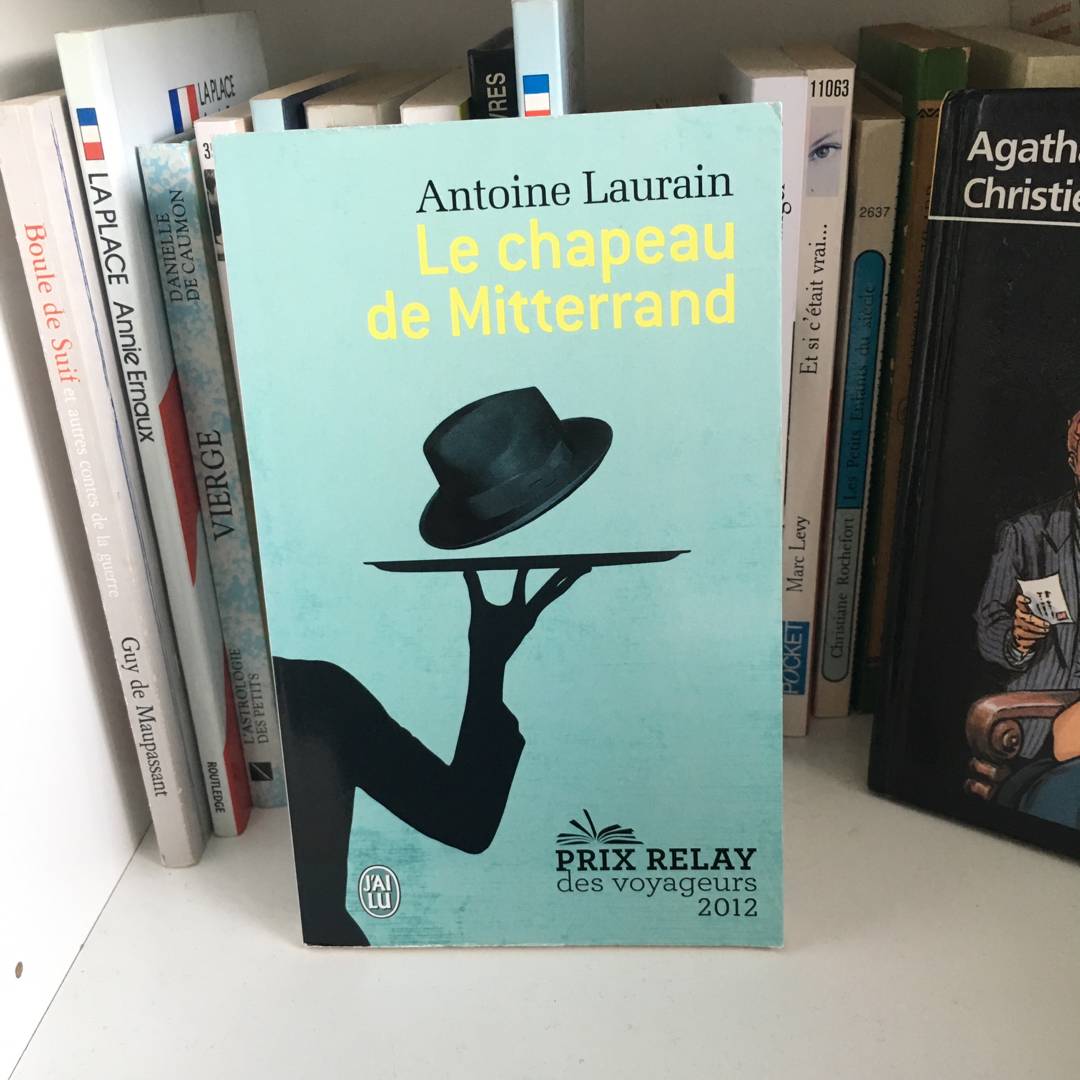 Antoine Laurain
Le chapeau
de Mitterrand
PRIX RELAY
des voyageurs
2012
J'AI
LU
Boule de Suif et autres contes de la guerre
Guy de Maupassant
LA PLACE Annie Ernaux
ROUTLEDGE
LA PLACE
DANIELLE
DE CAUMON
VIERGE
L'ASTROLOGIE
DES PETITS
11063
Et si c'était vrai...
Marc Levy
POCKET
2637
Les Petits Enfants du siècle
Christiane Rochefort
Agatha
Christie